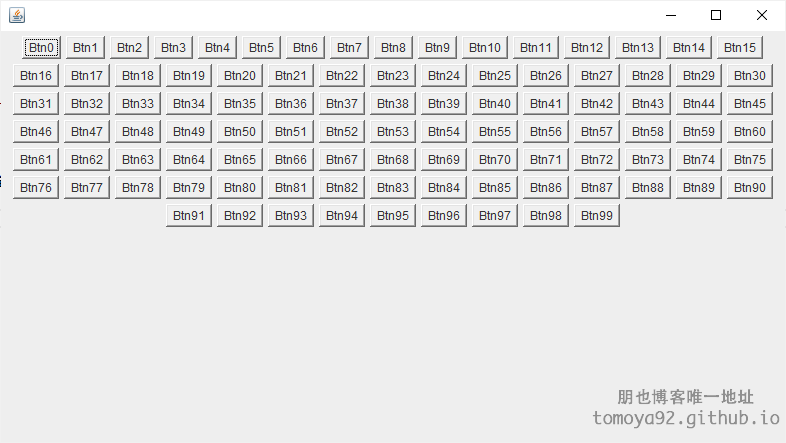 Btn0 Btn1 Btn2 Btn3 Btn4 Btn5 Btn6 Btn7 Btn8 Btn9 Btn10 Btn11 Btn12 Btn13 Btn14 Btn15
Btn16 Btn17 Btn18 Btn19 Btn20 Btn21 Btn22 Btn23 Btn24 Btn25 Btn26 Btn27 Btn28 Btn29 Btn30
Btn31 Btn32 Btn33 Btn34 Btn35 Btn36 Btn37 Btn38 Btn39 Btn40 Btn41 Btn42 Btn43 Btn44 Btn45
Btn46 Btn47 Btn48 Btn49 Btn50 Btn51 Btn52 Btn53 Btn54 Btn55 Btn56 Btn57 Btn58 Btn59 Btn60
Btn61 Btn62 Btn63 Btn64 Btn65 Btn66 Btn67 Btn68 Btn69 Btn70 Btn71 Btn72 Btn73 Btn74 Btn75
Btn76 Btn77 Btn78 Btn79 Btn80 Btn81 Btn82 Btn83 Btn84 Btn85 Btn86 Btn87 Btn88 Btn89 Btn90
Btn91 Btn92 Btn93 Btn94 Btn95 Btn96 Btn97 Btn98 Btn99
朋也博客唯一地址
tomoya92.github.io